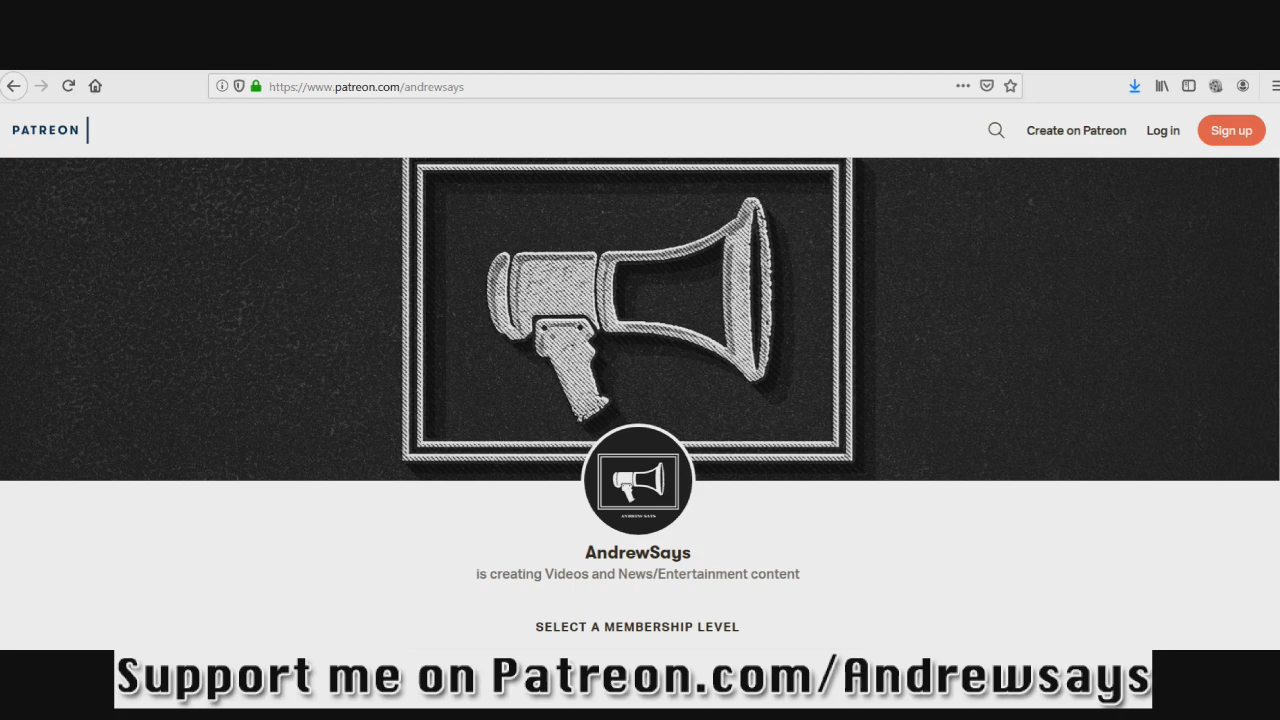 https://www.patreon.com/andrewsays
PATREON
Create on Patreon
Log in
Sign up
AndrewSays
is creating Videos and News/Entertainment content
SELECT A MEMBERSHIP LEVEL
Support me on Patreon.com/Andrewsays